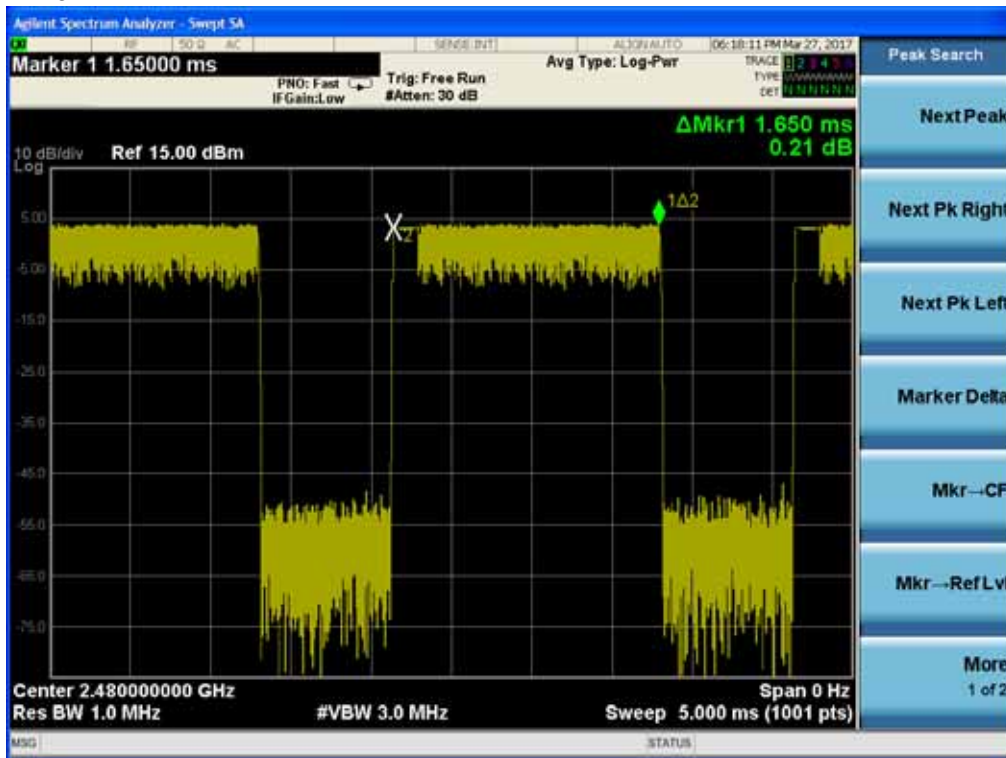 Agilent Spectrum Analyzer - Swept SA
RF 50 Ω AC SENSE:INT ALIGN AUTO 06:18:11 PM Mar 27, 2017
Marker 1 1.65000 ms
PNO: Fast
IFGain:Low
Trig: Free Run
#Atten: 30 dB
Avg Type: Log-Pwr
TRACE 1 2 3 4 5 6
TYPE
DET N N N N N N
Peak Search
ΔMkr1 1.650 ms
0.21 dB
10 dB/div Ref 15.00 dBm
Log
5.00
-5.00
-15.0
-25.0
-35.0
-45.0
-55.0
-65.0
-75.0
X2
1Δ2
Center 2.480000000 GHz
Span 0 Hz
Res BW 1.0 MHz
#VBW 3.0 MHz
Sweep 5.000 ms (1001 pts)
MSG
STATUS
Next Peak
Next Pk Right
Next Pk Left
Marker Delta
Mkr→CF
Mkr→Ref Lvl
More
1 of 2